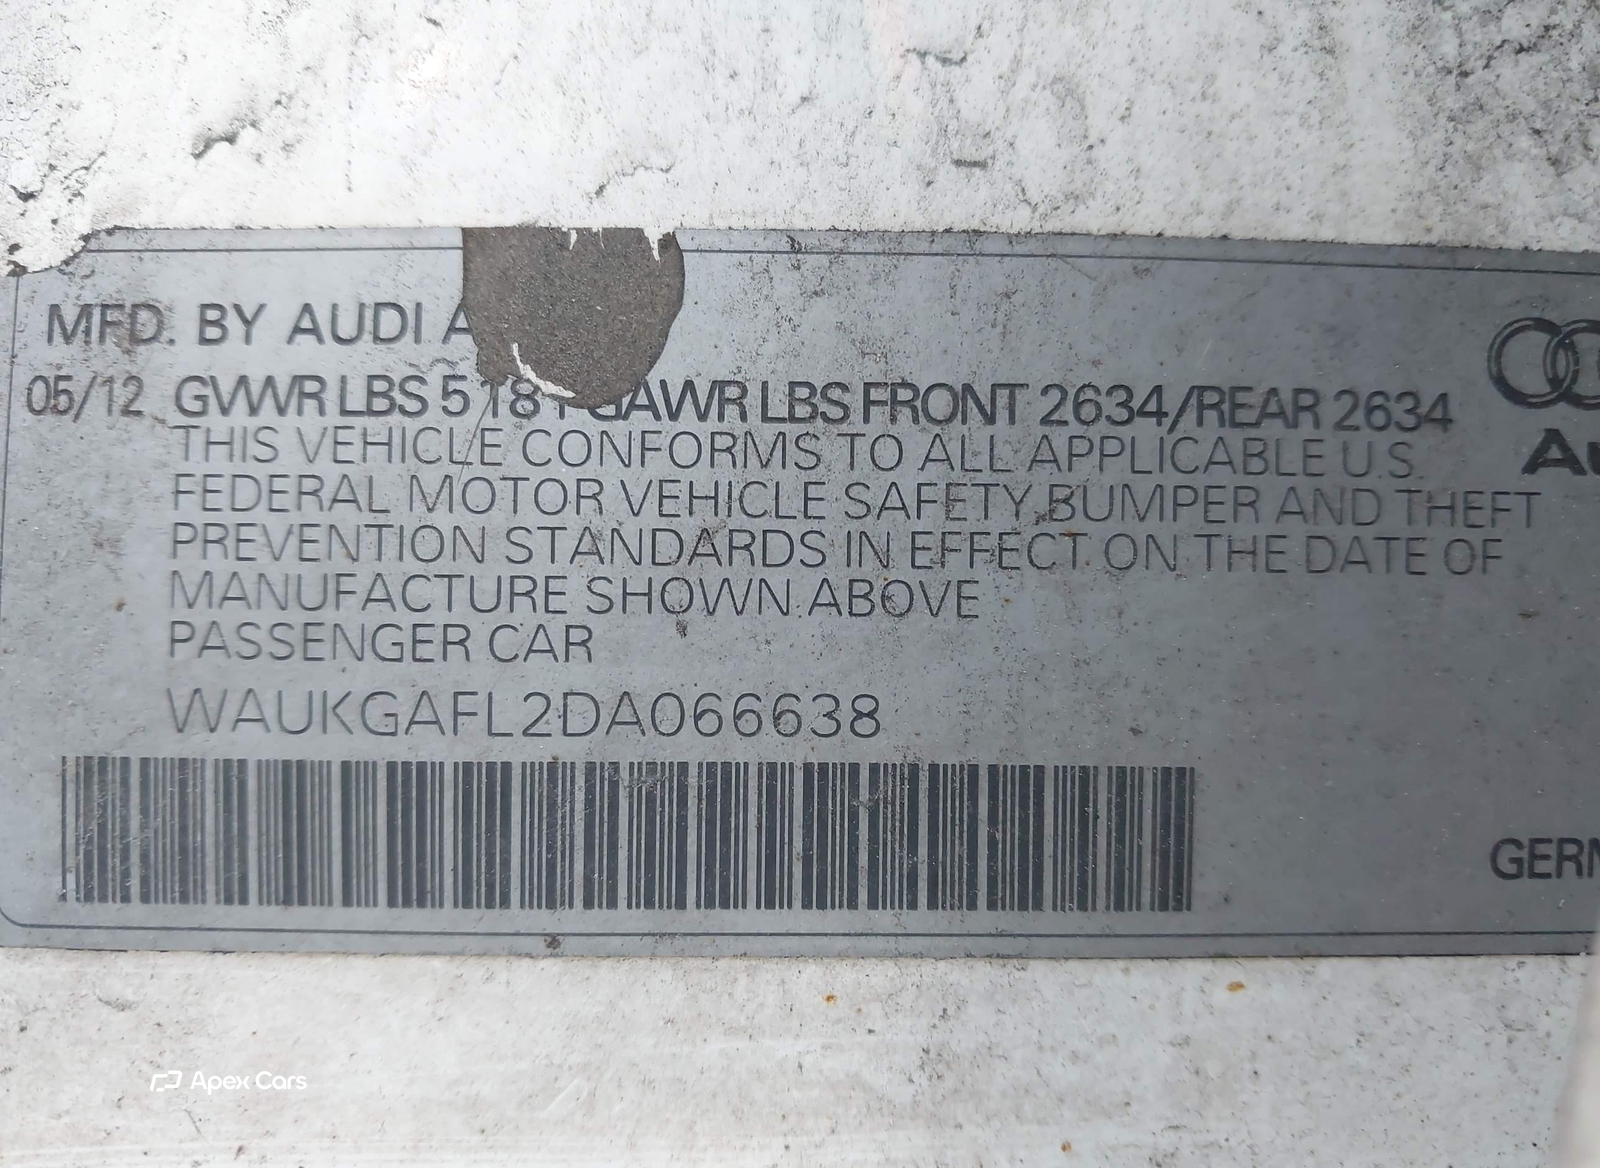 MFD. BY AUDI A
05/12 GVWR LBS 5181 GAWR LBS FRONT 2634/REAR 2634
THIS VEHICLE CONFORMS TO ALL APPLICABLE U.S.
FEDERAL MOTOR VEHICLE SAFETY, BUMPER AND THEFT
PREVENTION STANDARDS IN EFFECT ON THE DATE OF
MANUFACTURE SHOWN ABOVE
PASSENGER CAR
WAUKGAFL2DA066638
Au
GERM
Apex Cars